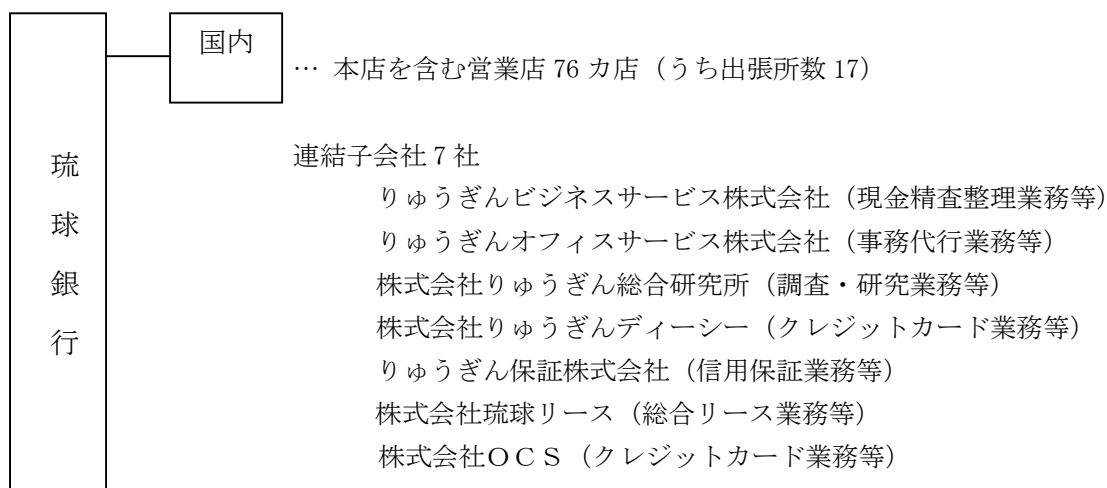 国内
… 本店を含む営業店 76 カ店（うち出張所数 17）
琉球銀行
連結子会社 7 社
りゅうぎんビジネスサービス株式会社（現金精査整理業務等）
りゅうぎんオフィスサービス株式会社（事務代行業務等）
株式会社りゅうぎん総合研究所（調査・研究業務等）
株式会社りゅうぎんディーシー（クレジットカード業務等）
りゅうぎん保証株式会社（信用保証業務等）
株式会社琉球リース（総合リース業務等）
株式会社ＯＣＳ（クレジットカード業務等）